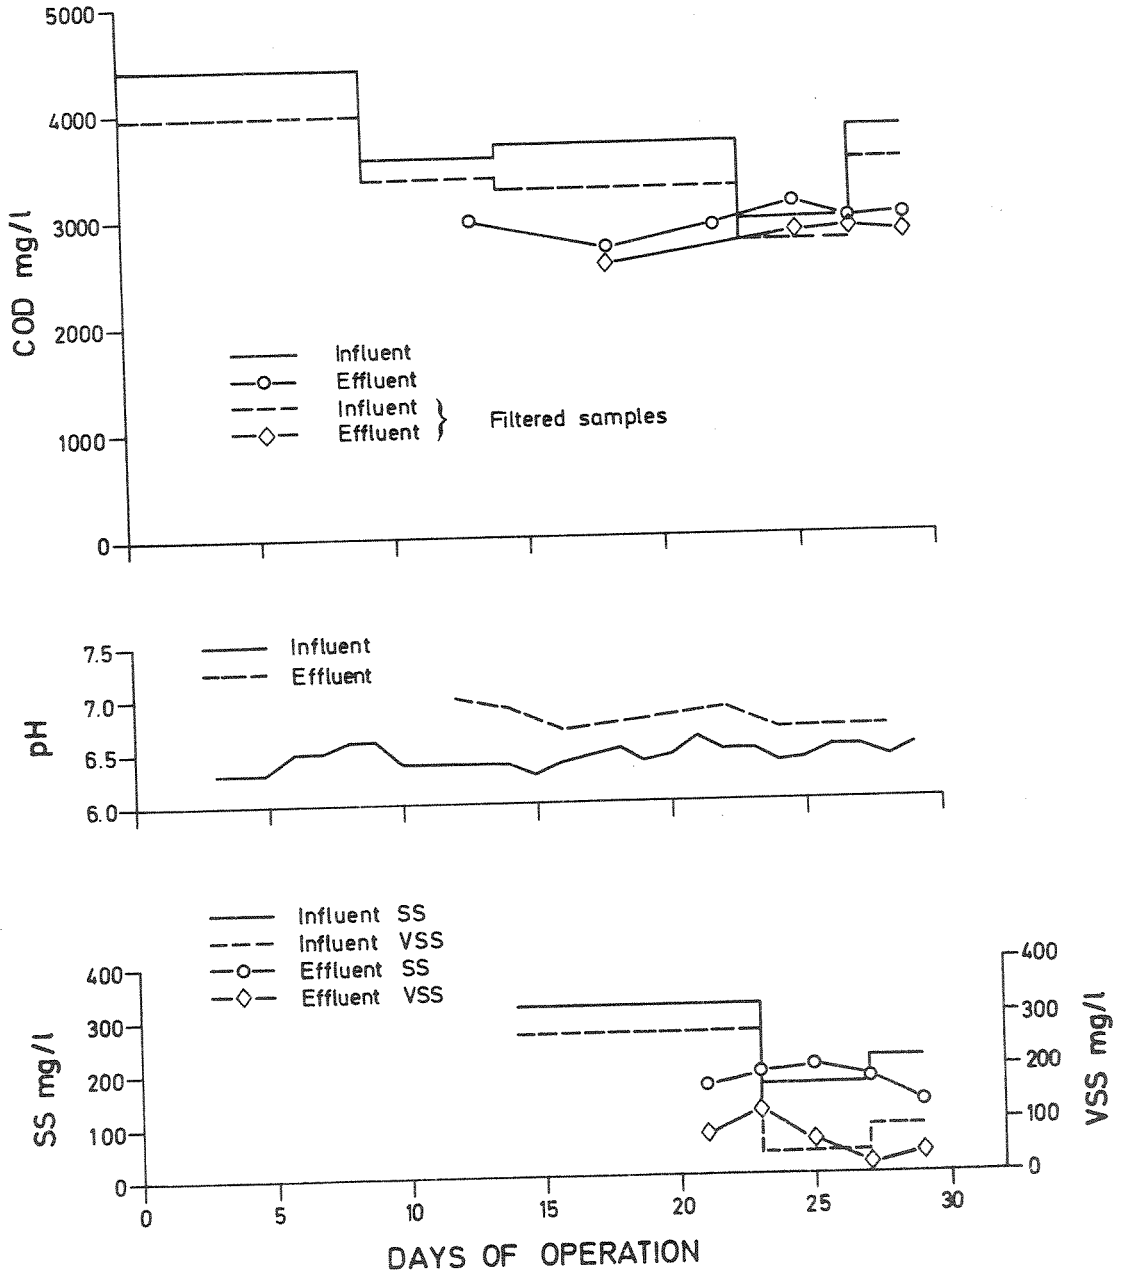 5000
4000
3000
2000
1000
0
COD mg/l
Influent
Effluent
Influent
Effluent
} Filtered samples
7.5
7.0
6.5
6.0
pH
Influent
Effluent
Influent SS
Influent VSS
Effluent SS
Effluent VSS
400
300
200
100
0
SS mg/l
400
300
200
100
0
VSS mg/l
0 5 10 15 20 25 30
DAYS OF OPERATION